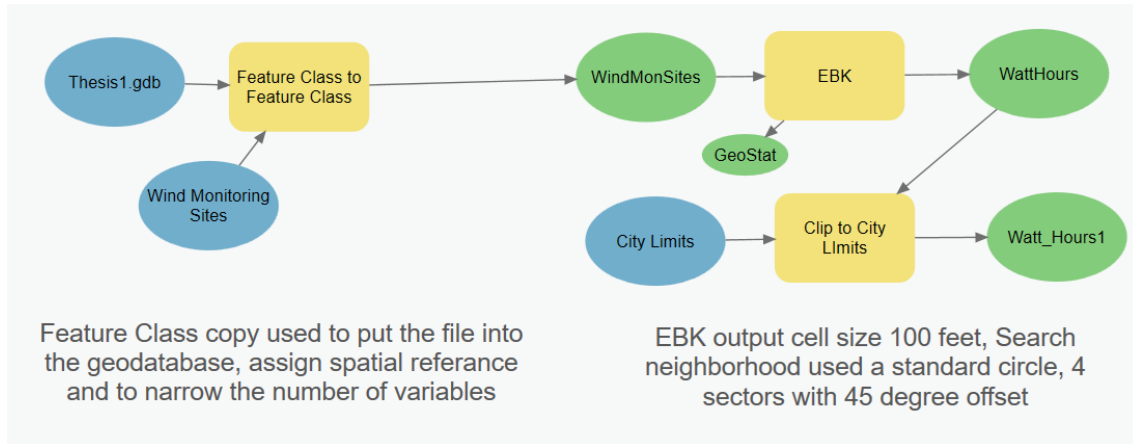 Thesis1.gdb
Feature Class to
Feature Class
Wind Monitoring
Sites
WindMonSites
EBK
WattHours
GeoStat
City Limits
Clip to City
LImits
Watt_Hours1
Feature Class copy used to put the file into
the geodatabase, assign spatial referance
and to narrow the number of variables
EBK output cell size 100 feet, Search
neighborhood used a standard circle, 4
sectors with 45 degree offset